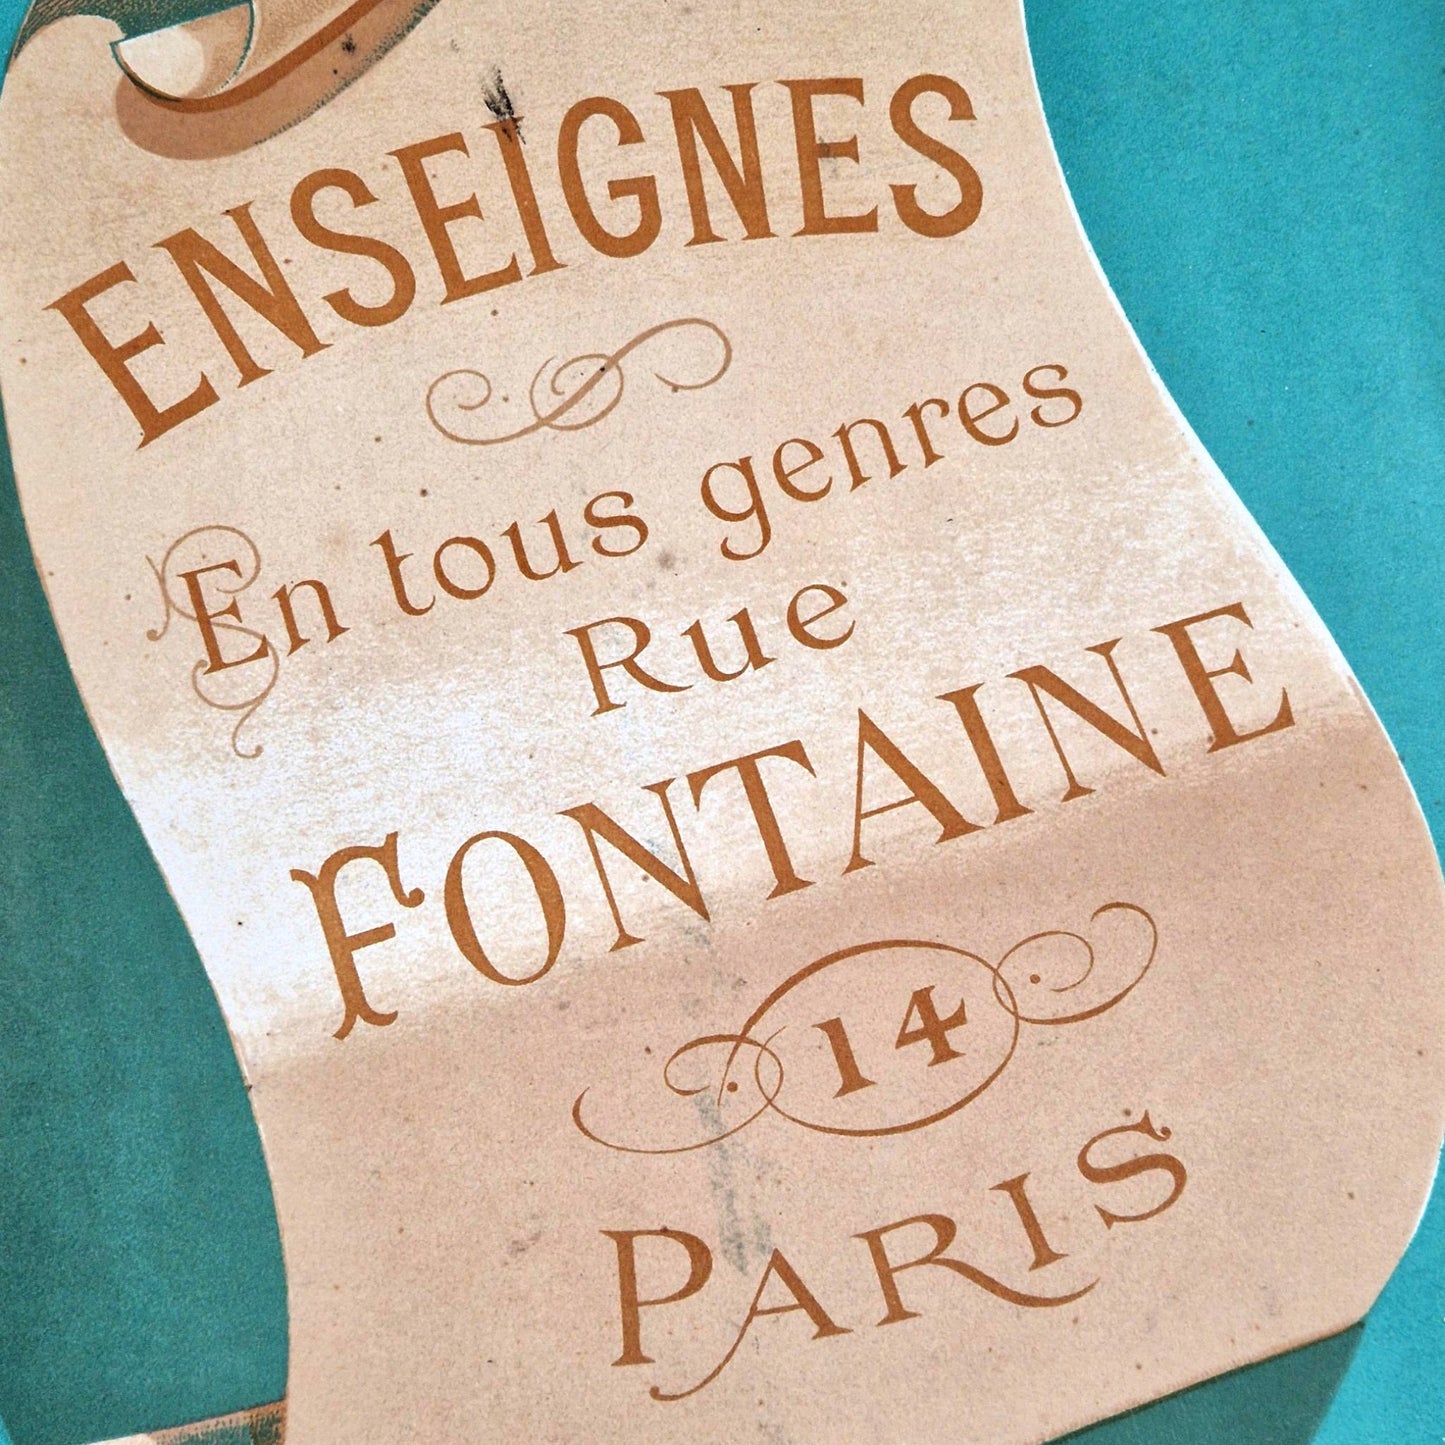 ENSEIGNES
En tous genres
Rue
FONTAINE
14
PARIS